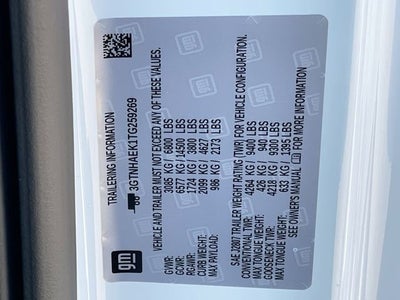 gm
TRAILERING INFORMATION
3GTNHAEK1TG259269
VEHICLE AND TRAILER MUST NOT EXCEED ANY OF THESE VALUES.
GVWR: 3085 KG / 6800 LBS
GCWR: 6577 KG / 14500 LBS
RGAWR: 1724 KG / 3800 LBS
CURB WEIGHT: 2099 KG / 4627 LBS
MAX PAYLOAD: 986 KG / 2173 LBS
SAE J2807 TRAILER WEIGHT RATING (TWR) FOR VEHICLE CONFIGURATION.
CONVENTIONAL TWR: 4264 KG / 9400 LBS
MAX TONGUE WEIGHT: 426 KG / 940 LBS
GOOSENECK TWR: 4218 KG / 9300 LBS
MAX TONGUE WEIGHT: 633 KG / 1395 LBS
SEE OWNER'S MANUAL FOR MORE INFORMATION.